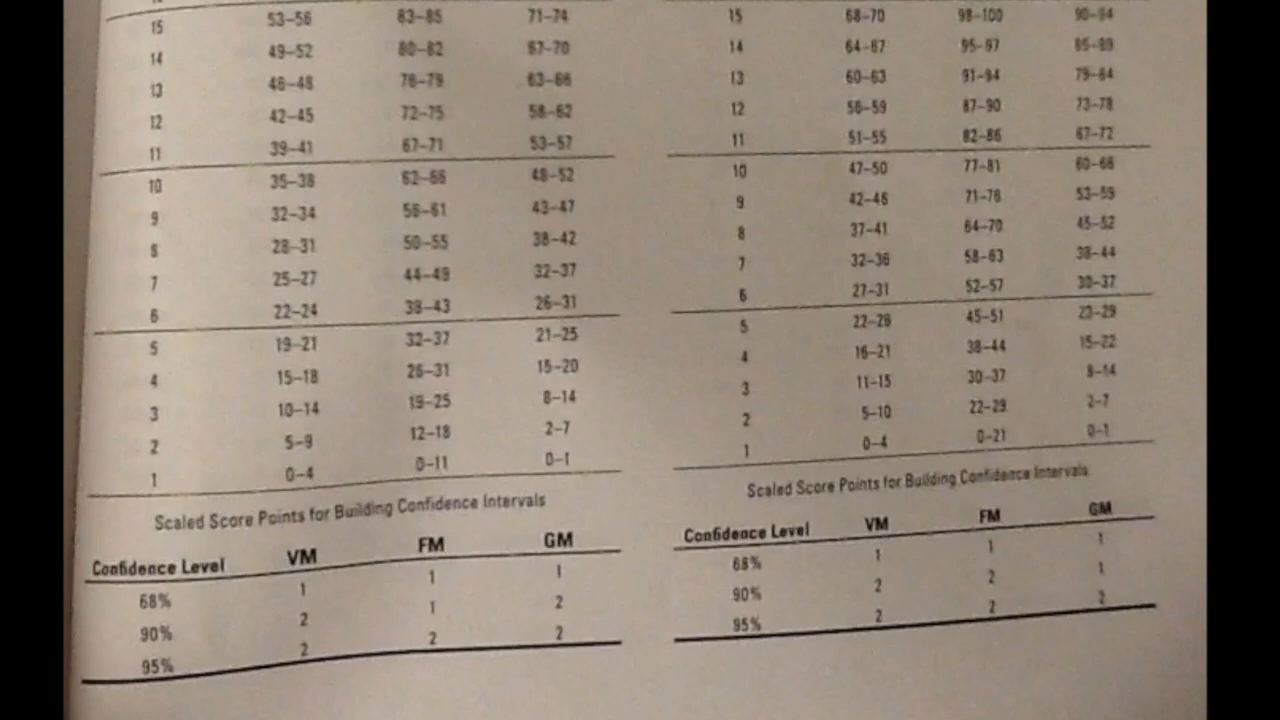 15 53–56 83–85 71–74
14 49–52 80–82 67–70
13 46–48 76–79 63–66
12 42–45 72–75 58–62
11 39–41 67–71 53–57
10 35–38 62–66 48–52
9 32–34 56–61 43–47
8 28–31 50–55 38–42
7 25–27 44–49 32–37
6 22–24 38–43 26–31
5 19–21 32–37 21–25
4 15–18 26–31 15–20
3 10–14 19–25 8–14
2 5–9 12–18 2–7
1 0–4 0–11 0–1
Scaled Score Points for Building Confidence Intervals
Confidence Level VM FM GM
68% 1 1 1
90% 2 1 2
95% 2 2 2
15 68–70 98–100 90–94
14 64–67 95–97 85–89
13 60–63 91–94 79–84
12 56–59 87–90 73–78
11 51–55 82–86 67–72
10 47–50 77–81 60–66
9 42–46 71–76 53–59
8 37–41 64–70 45–52
7 32–36 58–63 38–44
6 27–31 52–57 30–37
5 22–26 45–51 23–29
4 16–21 38–44 15–22
3 11–15 30–37 8–14
2 5–10 22–29 2–7
1 0–4 0–21 0–1
Scaled Score Points for Building Confidence Intervals
Confidence Level VM FM GM
68% 1 1 1
90% 2 2 1
95% 2 2 2